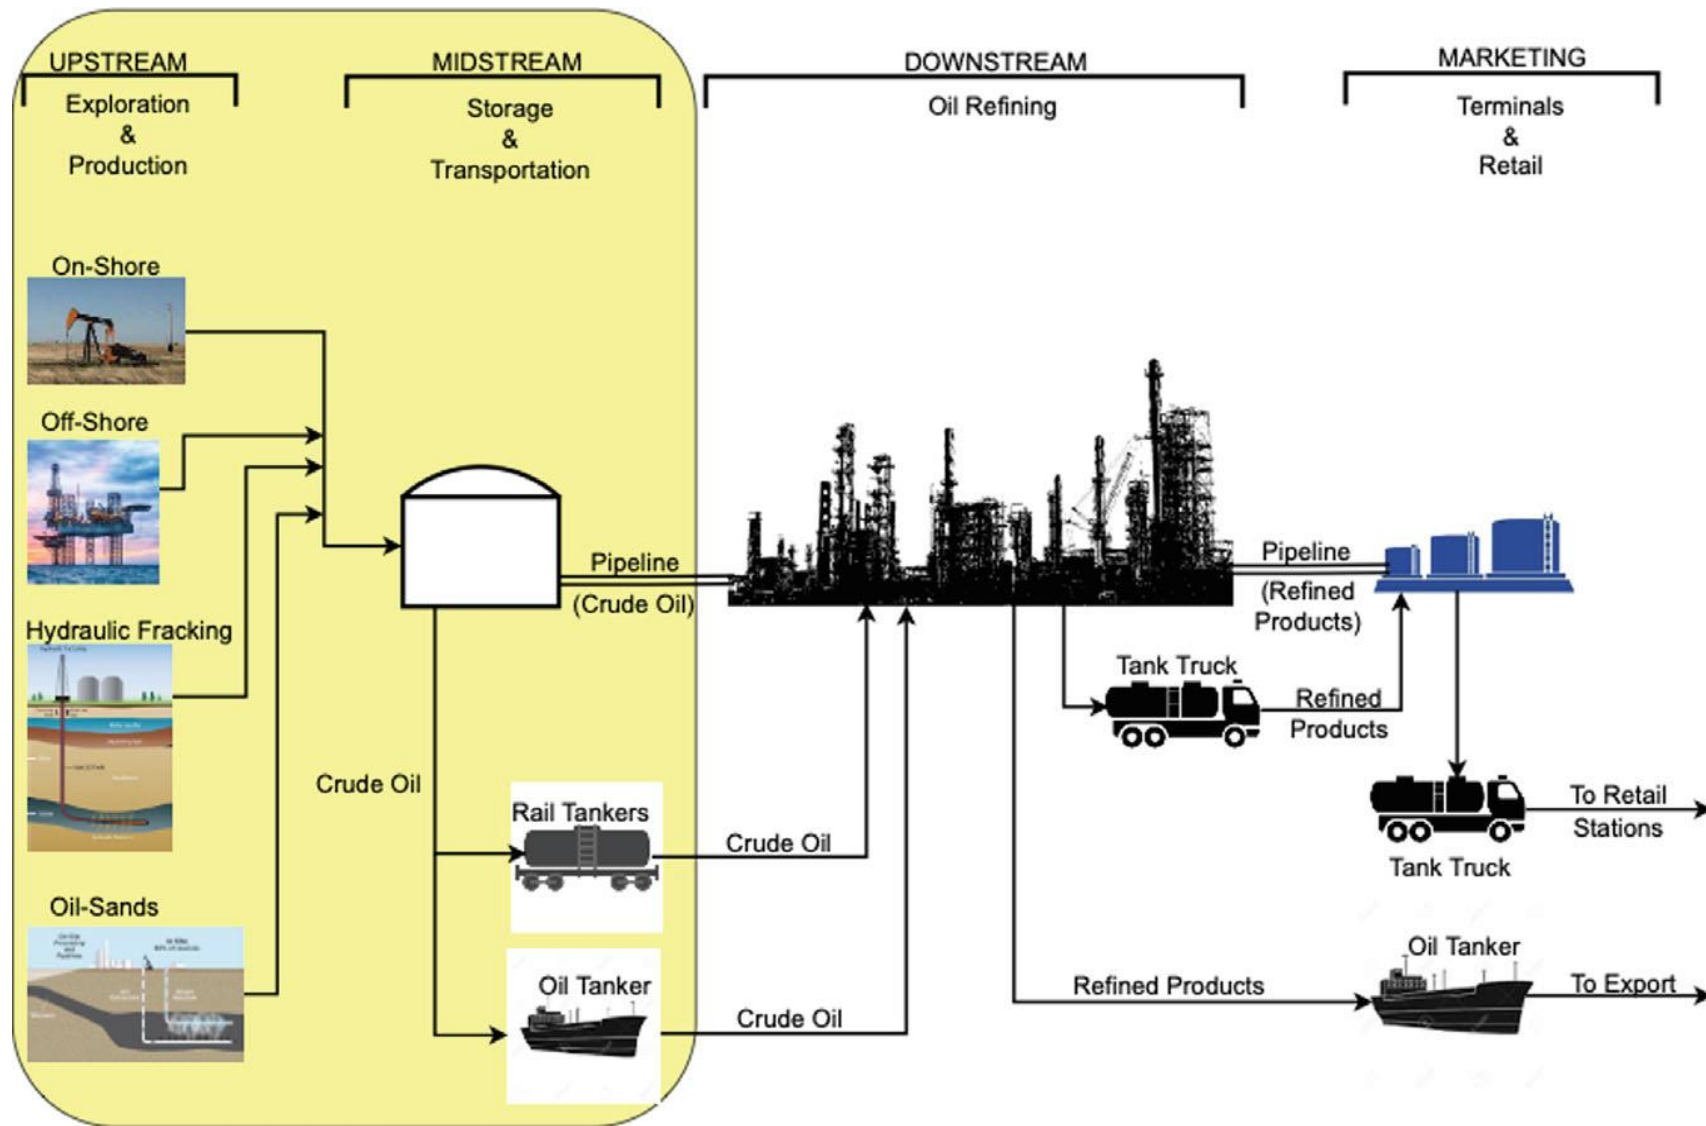 UPSTREAM
Exploration
&
Production
MIDSTREAM
Storage
&
Transportation
DOWNSTREAM
Oil Refining
MARKETING
Terminals
&
Retail
On-Shore
Off-Shore
Hydraulic Fracking
Oil-Sands
Pipeline
(Crude Oil)
Crude Oil
Rail Tankers
Crude Oil
Oil Tanker
Crude Oil
Pipeline
(Refined
Products)
Tank Truck
Refined
Products
Tank Truck
To Retail
Stations
Refined Products
Oil Tanker
To Export